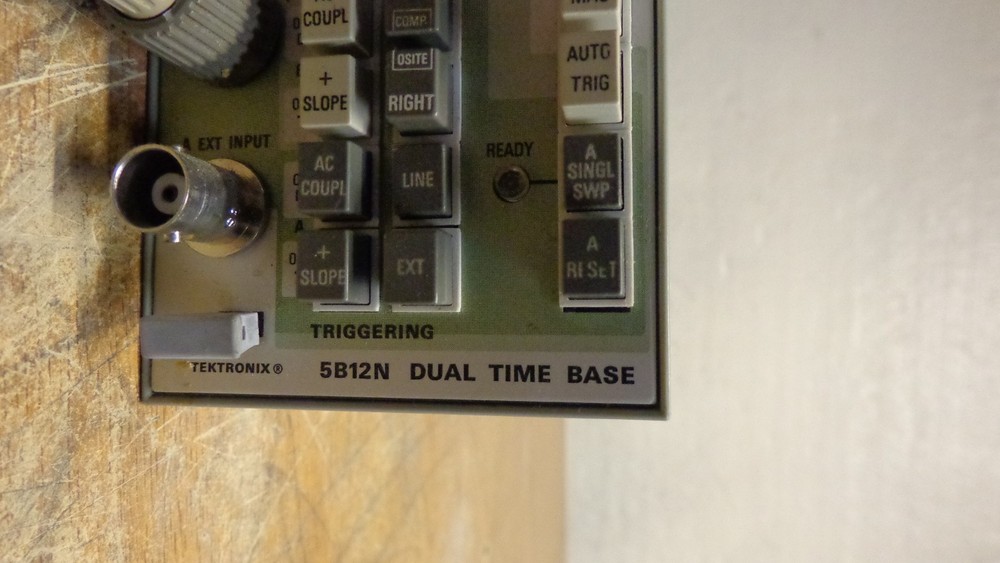 COUPL
COMP.
OSITE
AUTO
TRIG
+
SLOPE
RIGHT
A EXT INPUT
READY
AC
COUPL
LINE
A
SINGL
SWP
+
SLOPE
EXT
A
RESET
TRIGGERING
TEKTRONIX®
5B12N DUAL TIME BASE